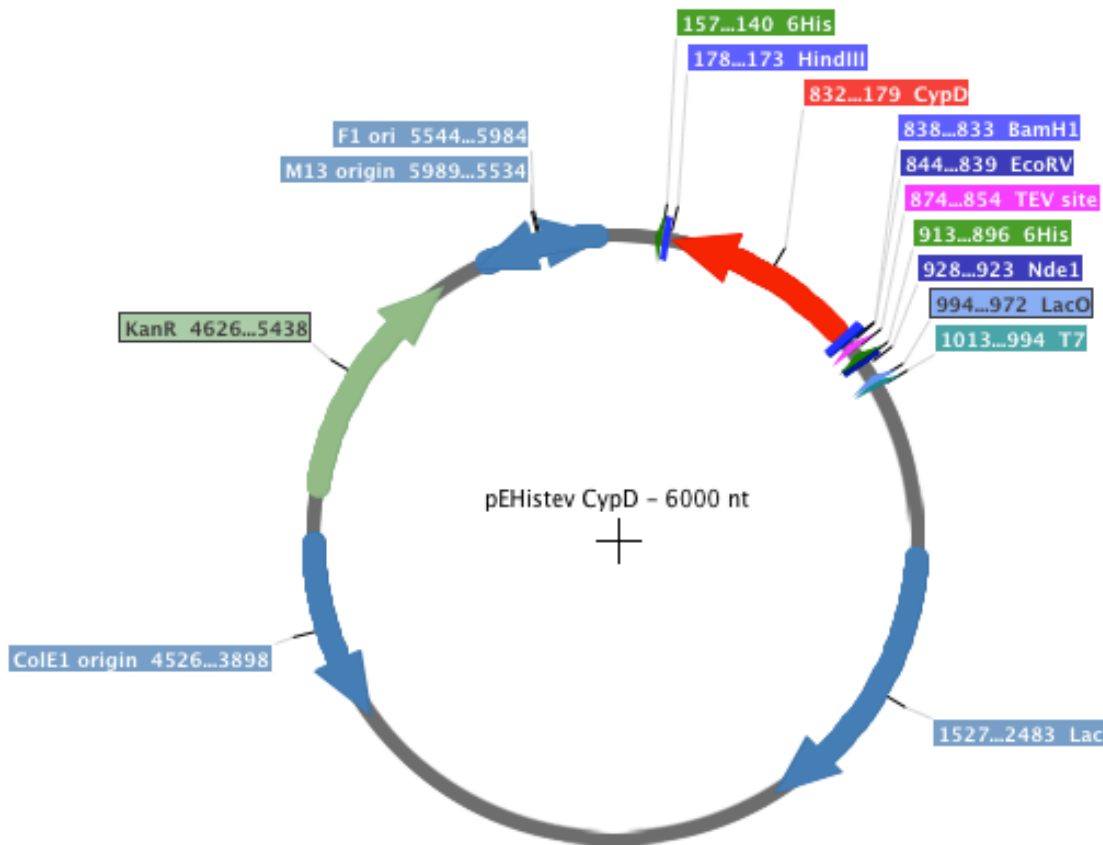 157...140 6His
178...173 HindIII
832...179 CypD
F1 ori 5544...5984
838...833 BamH1
M13 origin 5989...5534
844...839 EcoRV
874...854 TEV site
913...896 6His
928...923 Nde1
994...972 LacO
KanR 4626...5438
1013...994 T7
pEHistev CypD - 6000 nt
ColE1 origin 4526...3898
1527...2483 Lac